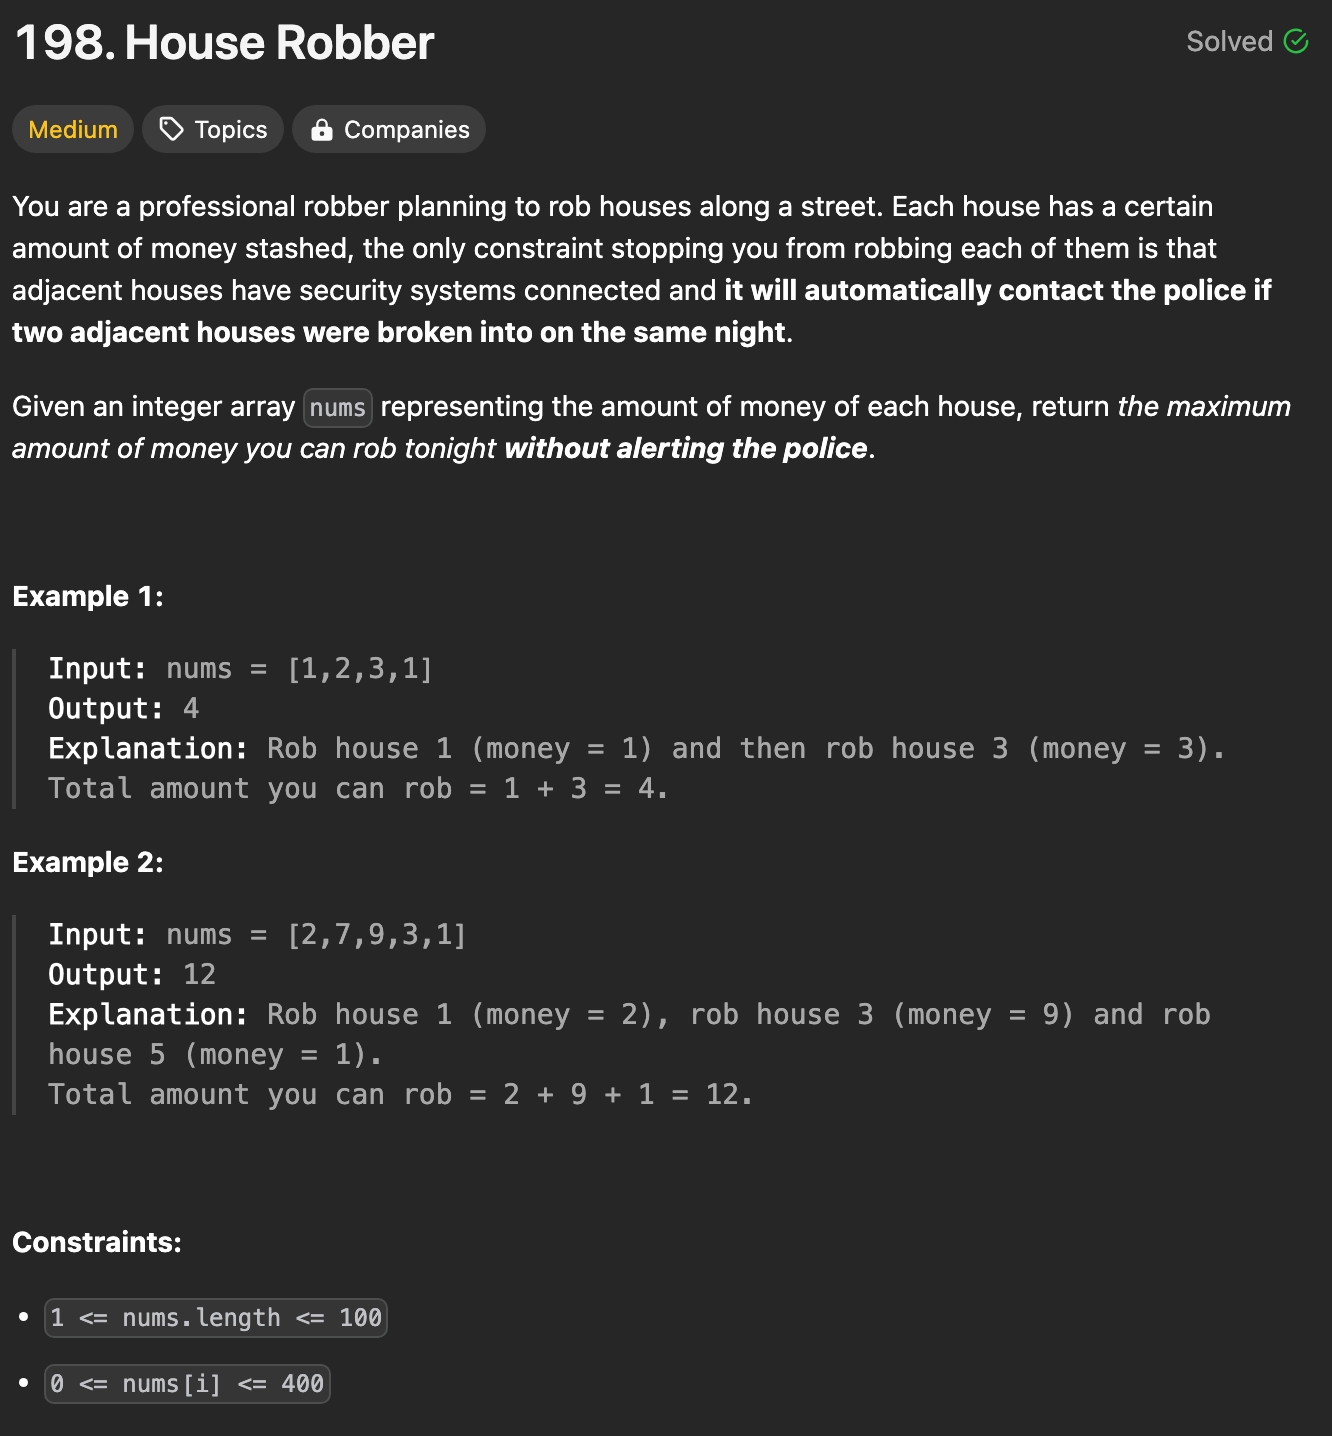 198. House Robber
Solved
Medium
Topics
Companies
You are a professional robber planning to rob houses along a street. Each house has a certain
amount of money stashed, the only constraint stopping you from robbing each of them is that
adjacent houses have security systems connected and it will automatically contact the police if
two adjacent houses were broken into on the same night.
Given an integer array nums representing the amount of money of each house, return the maximum
amount of money you can rob tonight without alerting the police.
Example 1:
Input: nums = [1,2,3,1]
Output: 4
Explanation: Rob house 1 (money = 1) and then rob house 3 (money = 3).
Total amount you can rob = 1 + 3 = 4.
Example 2:
Input: nums = [2,7,9,3,1]
Output: 12
Explanation: Rob house 1 (money = 2), rob house 3 (money = 9) and rob
house 5 (money = 1).
Total amount you can rob = 2 + 9 + 1 = 12.
Constraints:
• 1 <= nums.length <= 100
• 0 <= nums[i] <= 400